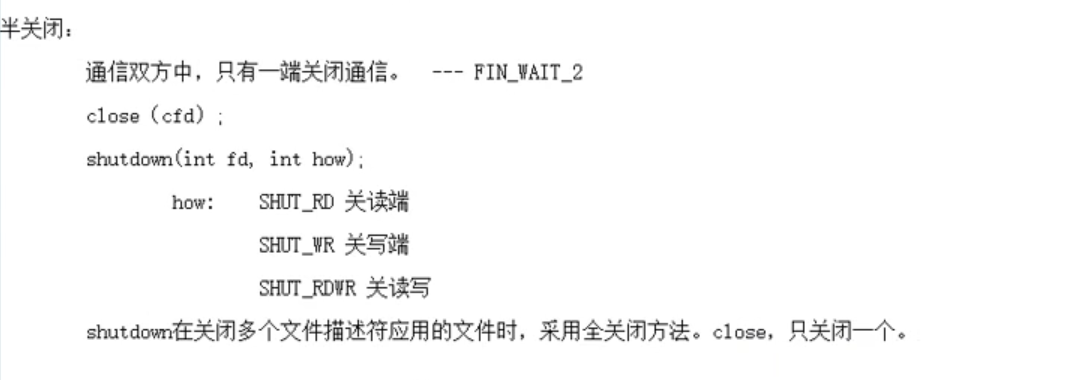 半关闭：
通信双方中，只有一端关闭通信。 --- FIN_WAIT_2
close（cfd）;
shutdown(int fd, int how);
how: SHUT_RD 关读端
SHUT_WR 关写端
SHUT_RDWR 关读写
shutdown在关闭多个文件描述符应用的文件时，采用全关闭方法。close，只关闭一个。